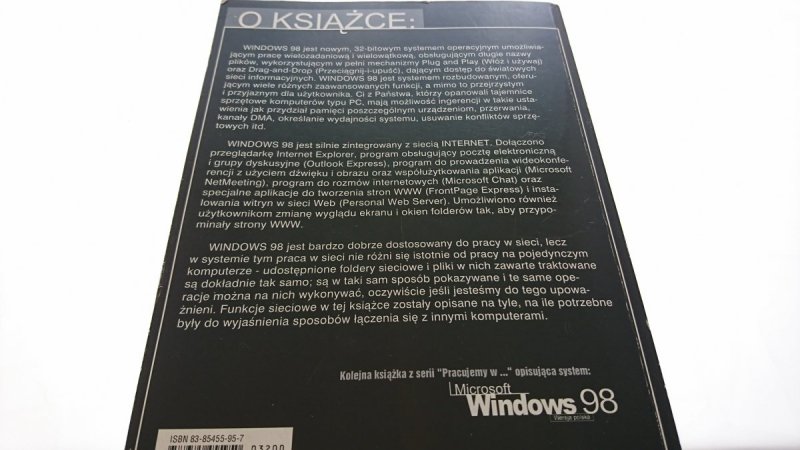 O KSIĄŻCE:
WINDOWS 98 jest nowym, 32-bitowym systemem operacyjnym umożliwia-
jącym pracę wielozadaniową i wielowątkową, obsługującym długie nazwy
plików, wykorzystującym w pełni mechanizmy Plug and Play (Włóż i używaj)
oraz Drag-and-Drop (Przeciągnij-i-upuść), dającym dostęp do światowych
sieci informacyjnych. WINDOWS 98 jest systemem rozbudowanym, oferu-
jącym wiele różnych zaawansowanych funkcji, a mimo to przejrzystym
i przyjaznym dla użytkownika. Ci z Państwa, którzy opanowali tajemnice
sprzętowe komputerów typu PC, mają możliwość ingerencji w takie usta-
wienia jak przydział pamięci poszczególnym urządzeniom, przerwania,
kanały DMA, określanie wydajności systemu, usuwanie konfliktów sprzę-
towych itd.
WINDOWS 98 jest silnie zintegrowany z siecią INTERNET. Dołączono
przeglądarkę Internet Explorer, program obsługujący pocztę elektroniczną
i grupy dyskusyjne (Outlook Express), program do prowadzenia wideokonfe-
rencji z użyciem dźwięku i obrazu oraz współużytkowania aplikacji (Microsoft
NetMeeting), program do rozmów internetowych (Microsoft Chat) oraz
specjalne aplikacje do tworzenia stron WWW (FrontPage Express) i insta-
lowania witryn w sieci Web (Personal Web Server). Umożliwiono również
użytkownikom zmianę wyglądu ekranu i okien folderów tak, aby przypo-
minały strony WWW.
WINDOWS 98 jest bardzo dobrze dostosowany do pracy w sieci, lecz
w systemie tym praca w sieci nie różni się istotnie od pracy na pojedynczym
komputerze - udostępnione foldery sieciowe i pliki w nich zawarte traktowane
są dokładnie tak samo; są w taki sam sposób pokazywane i te same ope-
racje można na nich wykonywać, oczywiście jeśli jesteśmy do tego upowa-
żnieni. Funkcje sieciowe w tej książce zostały opisane na tyle, na ile potrzebne
były do wyjaśnienia sposobów łączenia się z innymi komputerami.
Kolejna książka z serii "Pracujemy w ..." opisująca system:
Microsoft
Windows 98
Wersja polska
ISBN 83-85455-95-7
03200